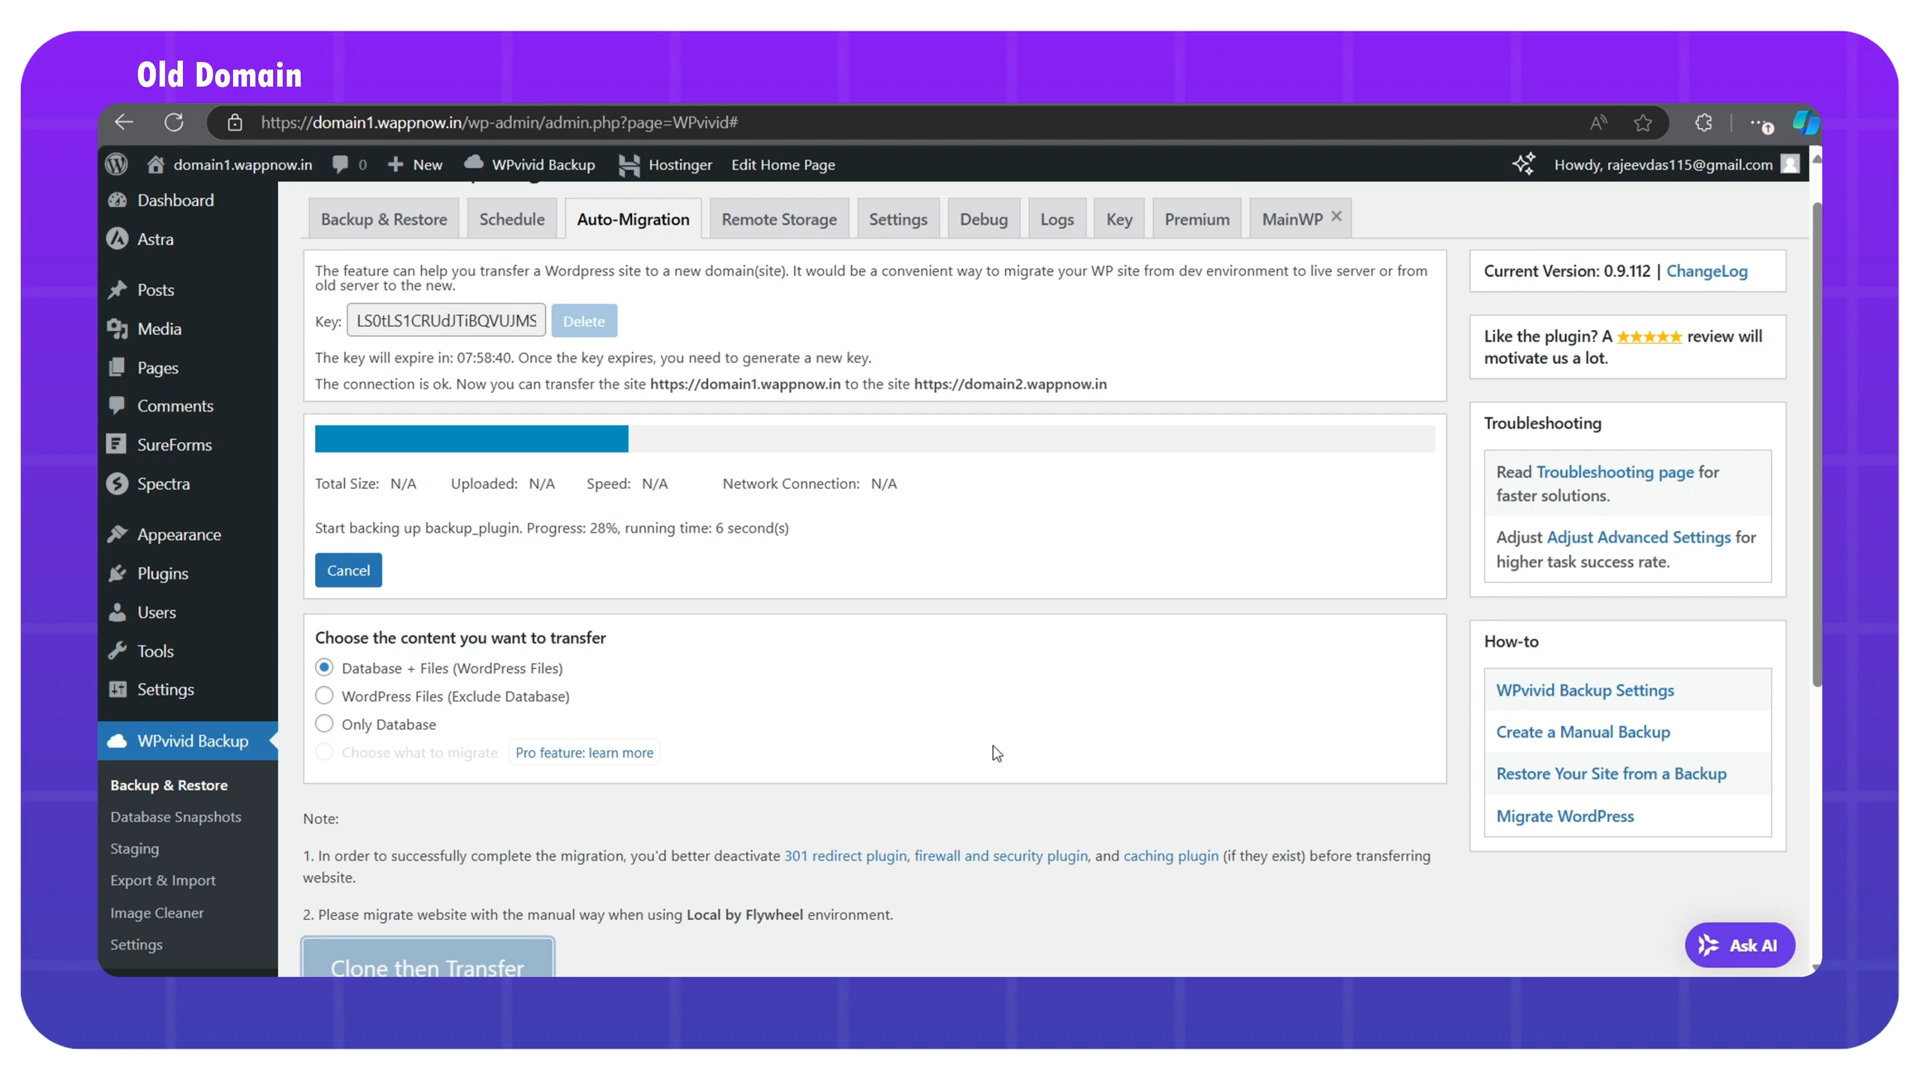 Old Domain
https://domain1.wappnow.in/wp-admin/admin.php?page=WPvivid#
domain1.wappnow.in 0 New WPvivid Backup Hostinger Edit Home Page Howdy, rajeevdas115@gmail.com
Dashboard
Astra
Posts
Media
Pages
Comments
SureForms
Spectra
Appearance
Plugins
Users
Tools
Settings
WPvivid Backup
Backup & Restore
Database Snapshots
Staging
Export & Import
Image Cleaner
Settings
Backup & Restore Schedule Auto-Migration Remote Storage Settings Debug Logs Key Premium MainWP
The feature can help you transfer a Wordpress site to a new domain(site). It would be a convenient way to migrate your WP site from dev environment to live server or from
old server to the new.
Key: LS0tLS1CRUdJTiBQVUJMS Delete
The key will expire in: 07:58:40. Once the key expires, you need to generate a new key.
The connection is ok. Now you can transfer the site https://domain1.wappnow.in to the site https://domain2.wappnow.in
Total Size: N/A Uploaded: N/A Speed: N/A Network Connection: N/A
Start backing up backup_plugin. Progress: 28%, running time: 6 second(s)
Cancel
Choose the content you want to transfer
Database + Files (WordPress Files)
WordPress Files (Exclude Database)
Only Database
Choose what to migrate Pro feature: learn more
Note:
1. In order to successfully complete the migration, you'd better deactivate 301 redirect plugin, firewall and security plugin, and caching plugin (if they exist) before transferring
website.
2. Please migrate website with the manual way when using Local by Flywheel environment.
Clone then Transfer
Current Version: 0.9.112 | ChangeLog
Like the plugin? A ★★★★★ review will
motivate us a lot.
Troubleshooting
Read Troubleshooting page for
faster solutions.
Adjust Adjust Advanced Settings for
higher task success rate.
How-to
WPvivid Backup Settings
Create a Manual Backup
Restore Your Site from a Backup
Migrate WordPress
Ask AI